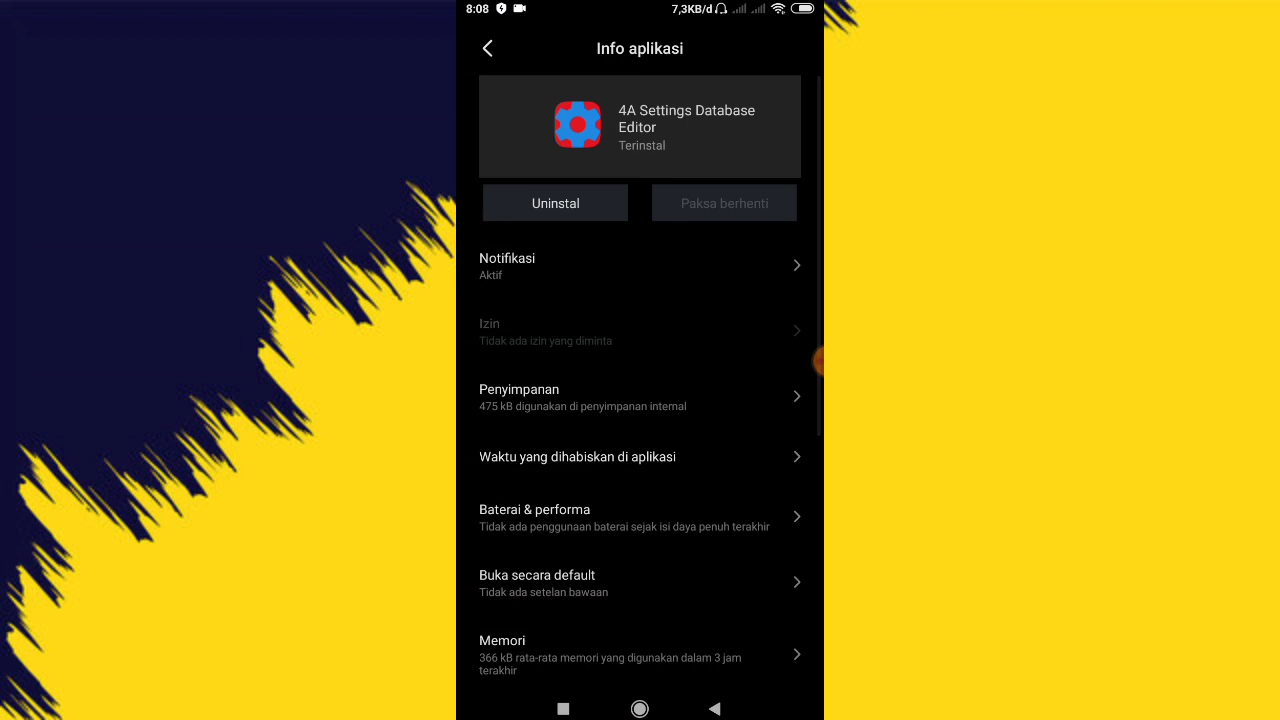 8:08
7,3KB/d
Info aplikasi
4A Settings Database
Editor
Terinstal
Uninstal
Paksa berhenti
Notifikasi
Aktif
Izin
Tidak ada izin yang diminta
Penyimpanan
475 kB digunakan di penyimpanan internal
Waktu yang dihabiskan di aplikasi
Baterai & performa
Tidak ada penggunaan baterai sejak isi daya penuh terakhir
Buka secara default
Tidak ada setelan bawaan
Memori
366 kB rata-rata memori yang digunakan dalam 3 jam
terakhir